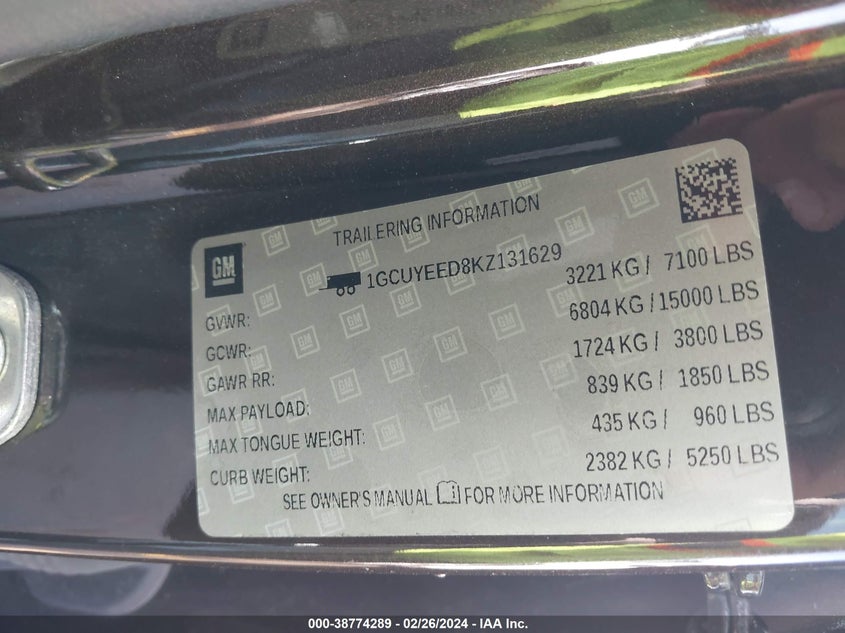 GM
TRAILERING INFORMATION
1GCUYEED8KZ131629
GVWR: 3221 KG / 7100 LBS
GCWR: 6804 KG / 15000 LBS
GAWR RR: 1724 KG / 3800 LBS
MAX PAYLOAD: 839 KG / 1850 LBS
MAX TONGUE WEIGHT: 435 KG / 960 LBS
CURB WEIGHT: 2382 KG / 5250 LBS
SEE OWNER'S MANUAL FOR MORE INFORMATION
000-38774289 - 02/26/2024 - IAA Inc.